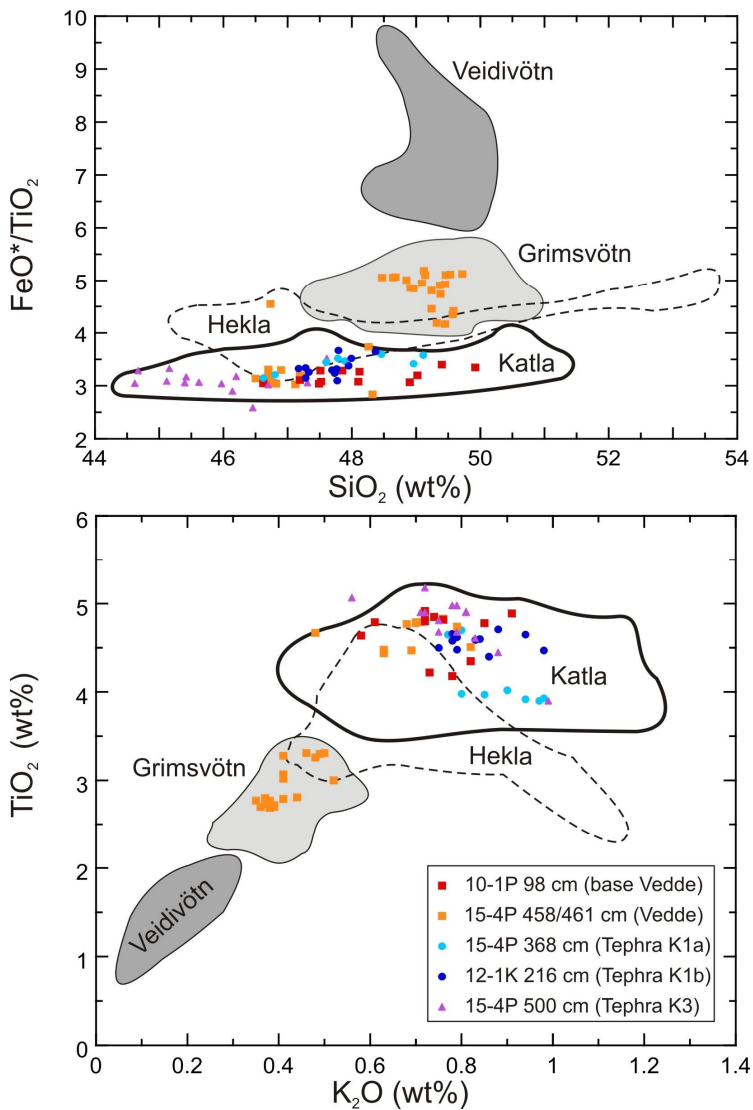 10
9
8
7
6
5
4
3
2
FeO*/TiO₂
Veidivötn
Grimsvötn
Hekla
Katla
44 46 48 50 52 54
SiO₂ (wt%)
6
5
4
3
2
1
0
TiO₂ (wt%)
Katla
Hekla
Grimsvötn
Veidivötn
10-1P 98 cm (base Vedde)
15-4P 458/461 cm (Vedde)
15-4P 368 cm (Tephra K1a)
12-1K 216 cm (Tephra K1b)
15-4P 500 cm (Tephra K3)
0 0.2 0.4 0.6 0.8 1 1.2 1.4
K₂O (wt%)